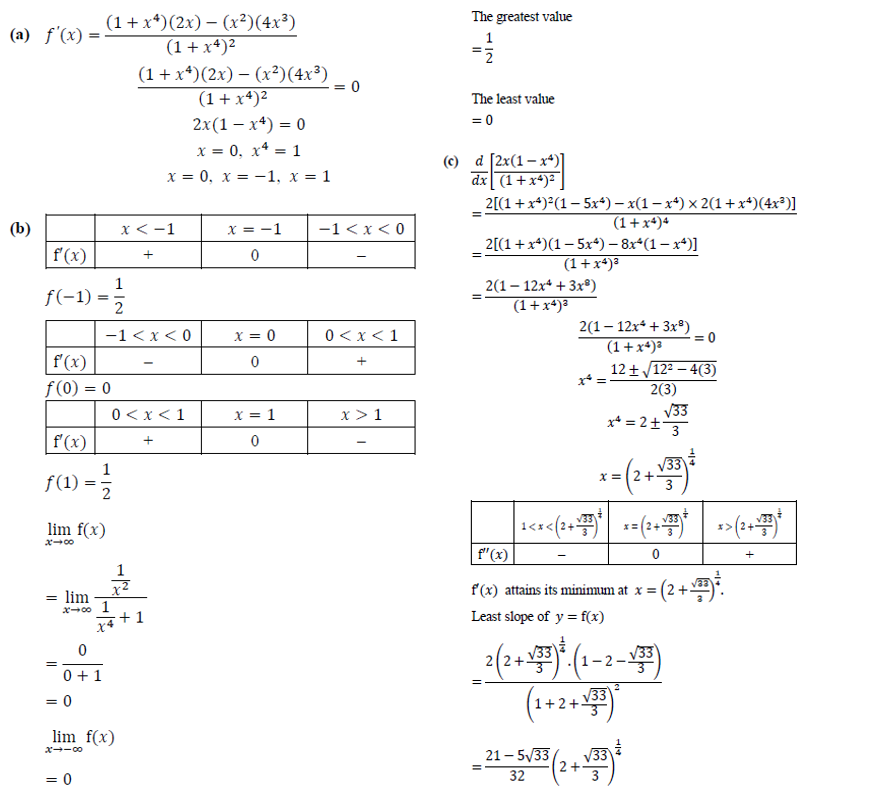 (a) f'(x) = ((1 + x⁴)(2x) − (x²)(4x³))/((1 + x⁴)²)
((1 + x⁴)(2x) − (x²)(4x³))/((1 + x⁴)²) = 0
2x(1 − x⁴) = 0
x = 0, x⁴ = 1
x = 0, x = −1, x = 1
(b)
x < −1 | x = −1 | −1 < x < 0
f'(x) | + | 0 | −
f(−1) = 1/2
−1 < x < 0 | x = 0 | 0 < x < 1
f'(x) | − | 0 | +
f(0) = 0
0 < x < 1 | x = 1 | x > 1
f'(x) | + | 0 | −
f(1) = 1/2
lim x→∞ f(x)
= lim x→∞ (1/x²)/(1/x⁴ + 1)
= 0/(0 + 1)
= 0
lim x→−∞ f(x)
= 0
The greatest value
= 1/2
The least value
= 0
(c) d/dx [2x(1 − x⁴)/(1 + x⁴)²]
= 2[(1 + x⁴)²(1 − 5x⁴) − x(1 − x⁴) × 2(1 + x⁴)(4x³)]/(1 + x⁴)⁴
= 2[(1 + x⁴)(1 − 5x⁴) − 8x⁴(1 − x⁴)]/(1 + x⁴)³
= 2(1 − 12x⁴ + 3x⁸)/(1 + x⁴)³
2(1 − 12x⁴ + 3x⁸)/(1 + x⁴)³ = 0
x⁴ = (12 ± √(12² − 4(3)))/(2(3))
x⁴ = 2 ± √33/3
x = (2 + √33/3)^(1/4)
1 < x < (2 + √33/3)^(1/4) | x = (2 + √33/3)^(1/4) | x > (2 + √33/3)^(1/4)
f''(x) | − | 0 | +
f'(x) attains its minimum at x = (2 + √33/3)^(1/4).
Least slope of y = f(x)
= 2(2 + √33/3)^(1/4).(1 − 2 − √33/3)/(1 + 2 + √33/3)²
= (21 − 5√33)/32 (2 + √33/3)^(1/4)